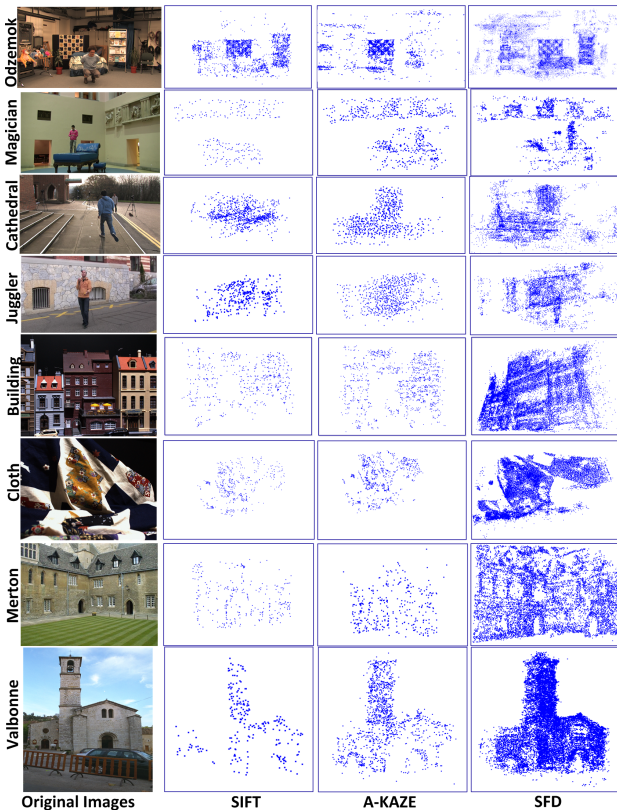 Odzemok
Magician
Cathedral
Juggler
Building
Cloth
Merton
Valbonne
Original Images SIFT A-KAZE SFD